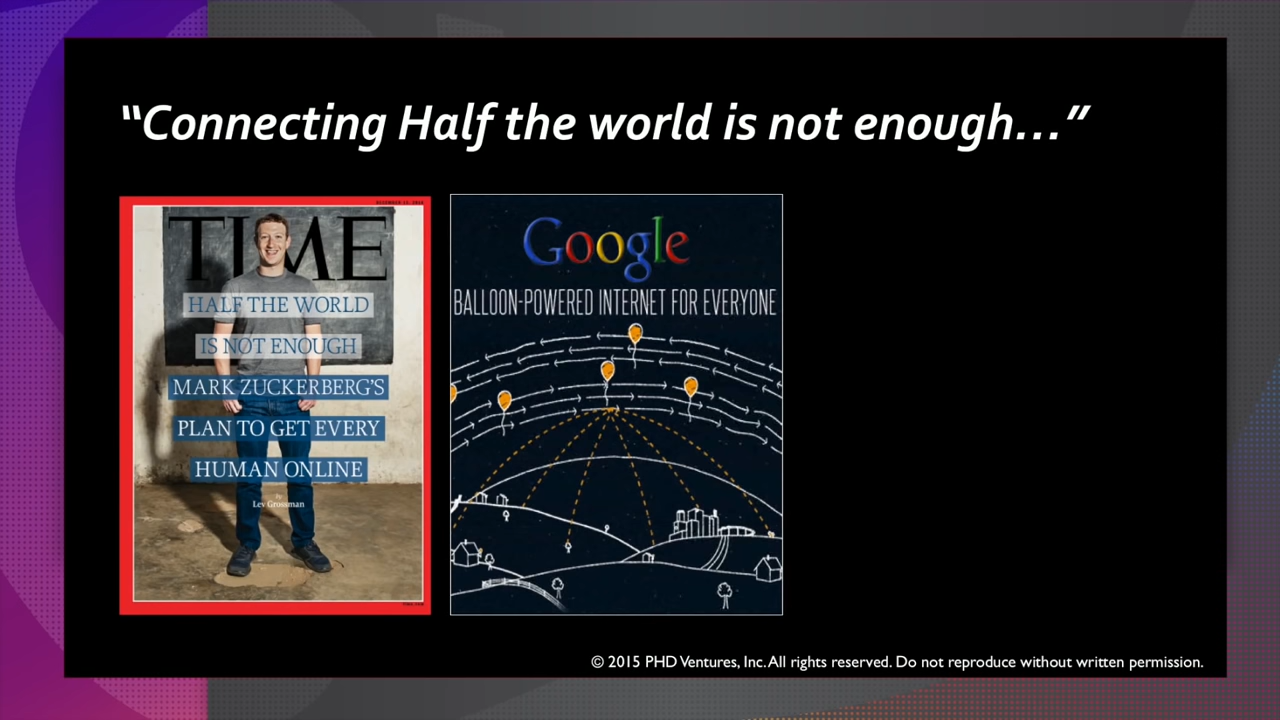 “Connecting Half the world is not enough...”
TIME
HALF THE WORLD
IS NOT ENOUGH
MARK ZUCKERBERG'S
PLAN TO GET EVERY
HUMAN ONLINE
by
Lev Grossman
Google
BALLOON-POWERED INTERNET FOR EVERYONE
© 2015 PHD Ventures, Inc. All rights reserved. Do not reproduce without written permission.